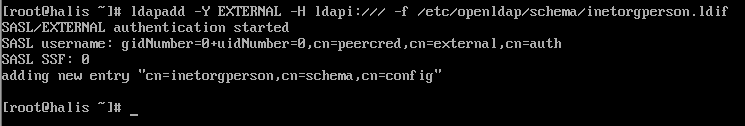 [root@halis ~]# ldapadd -Y EXTERNAL -H ldapi:/// -f /etc/openldap/schema/inetorgperson.ldif
SASL/EXTERNAL authentication started
SASL username: gidNumber=0+uidNumber=0,cn=peercred,cn=external,cn=auth
SASL SSF: 0
adding new entry "cn=inetorgperson,cn=schema,cn=config"
[root@halis ~]# _